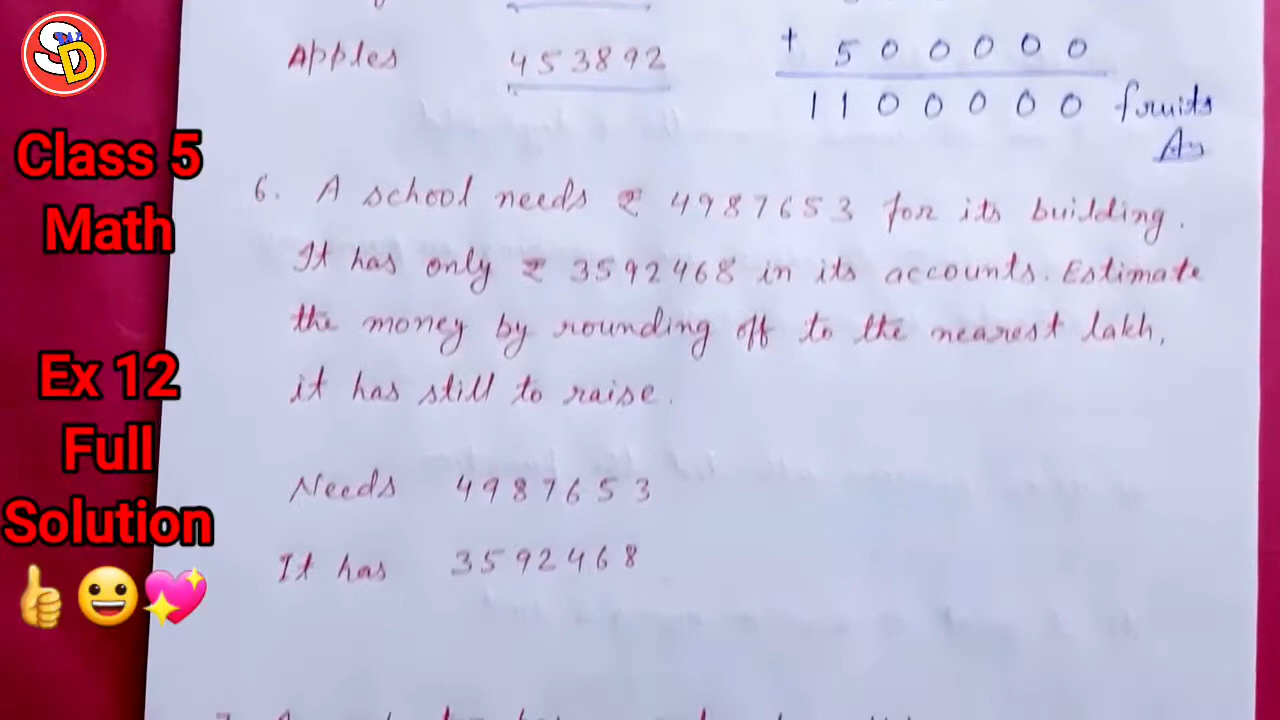 SD
Class 5
Math
Ex 12
Full
Solution
Apples 453892
+ 500000
1100000 fruits
Ans
6. A school needs ₹ 4987653 for its building.
It has only ₹ 3592468 in its accounts. Estimate
the money by rounding off to the nearest lakh,
it has still to raise.
Needs 4987653
It has 3592468